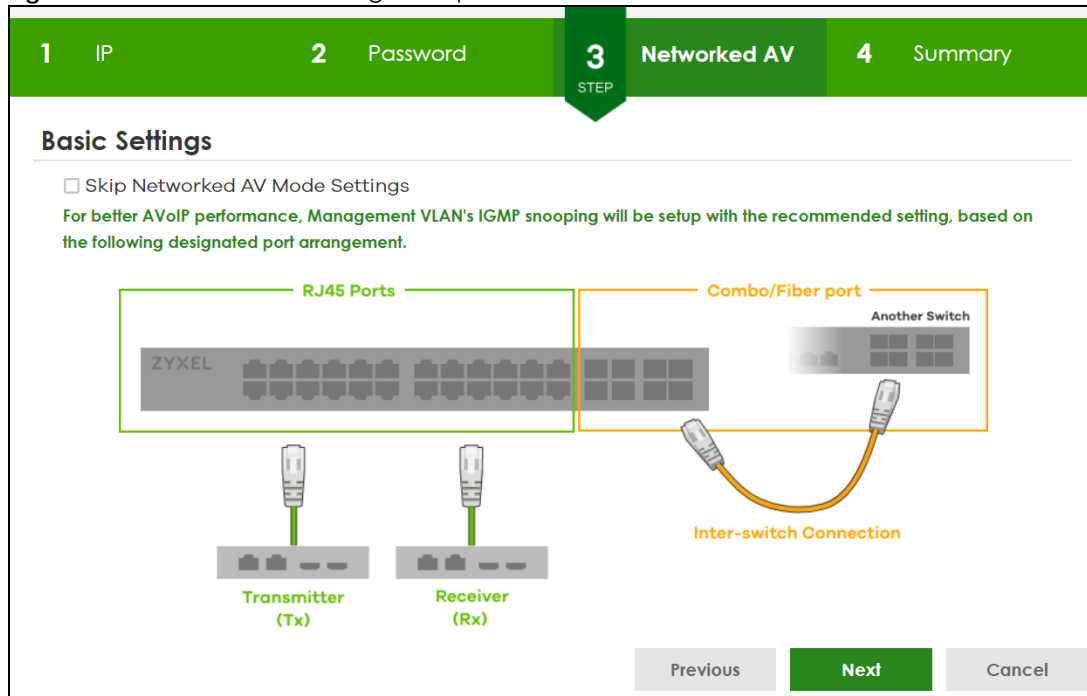 1 IP 2 Password 3 Networked AV 4 Summary
STEP
Basic Settings
Skip Networked AV Mode Settings
For better AVoIP performance, Management VLAN's IGMP snooping will be setup with the recommended setting, based on
the following designated port arrangement.
RJ45 Ports
Combo/Fiber port
Another Switch
ZYXEL
Inter-switch Connection
Transmitter
(Tx)
Receiver
(Rx)
Previous Next Cancel